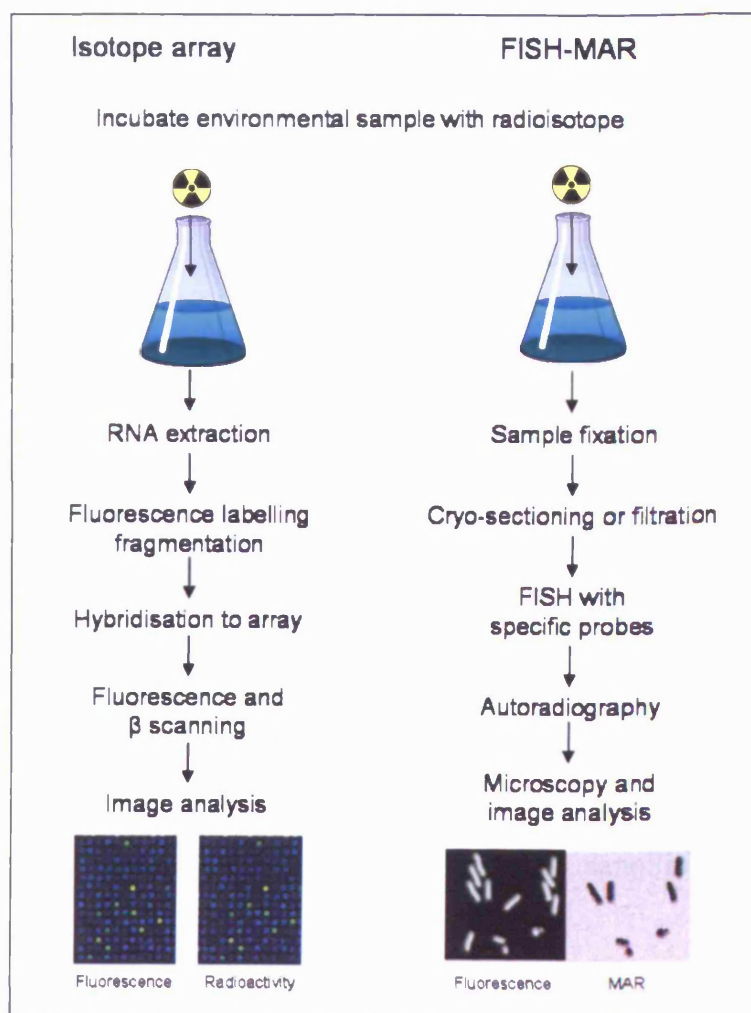 Isotope array
FISH-MAR
Incubate environmental sample with radioisotope
RNA extraction
Fluorescence labelling
fragmentation
Hybridisation to array
Fluorescence and
β scanning
Image analysis
Fluorescence
Radioactivity
Sample fixation
Cryo-sectioning or filtration
FISH with
specific probes
Autoradiography
Microscopy and
image analysis
Fluorescence
MAR